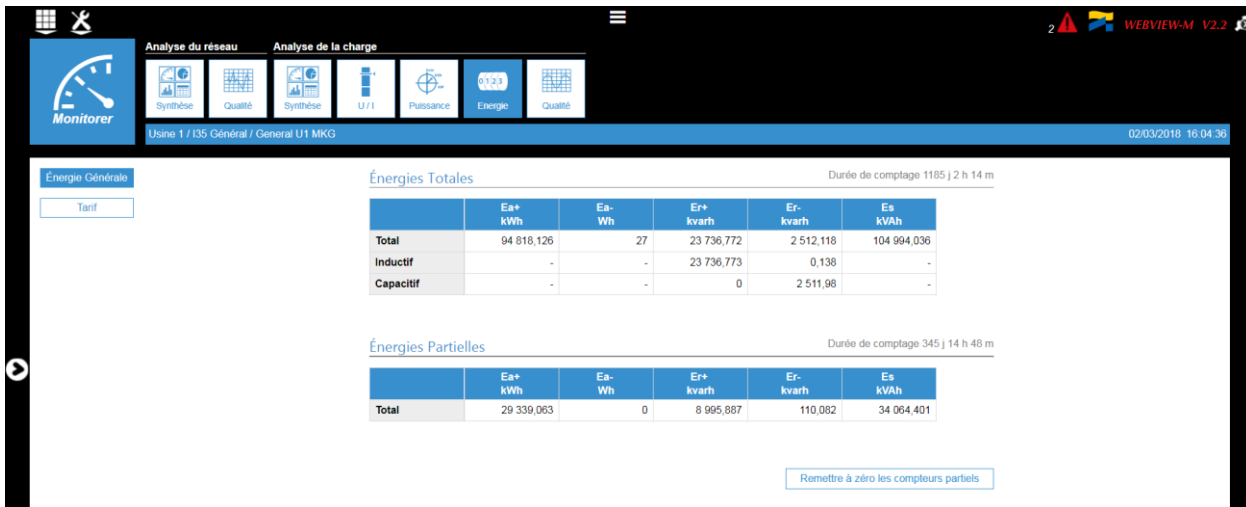 2 WEBVIEW-M V2.2
Analyse du réseau Analyse de la charge
Synthèse Qualité Synthèse U / I Puissance 0 1 2 3 Energie Qualité
Monitorer
Usine 1 / I35 Général / General U1 MKG 02/03/2018 16:04:36
Énergie Générale
Tarif
Énergies Totales Durée de comptage 1185 j 2 h 14 m
Ea+ Ea- Er+ Er- Es
kWh Wh kvarh kvarh kVAh
Total 94 818,126 27 23 736,772 2 512,118 104 994,036
Inductif - - 23 736,773 0,138 -
Capacitif - - 0 2 511,98 -
Énergies Partielles Durée de comptage 345 j 14 h 48 m
Ea+ Ea- Er+ Er- Es
kWh Wh kvarh kvarh kVAh
Total 29 339,063 0 8 995,887 110,082 34 064,401
Remettre à zéro les compteurs partiels